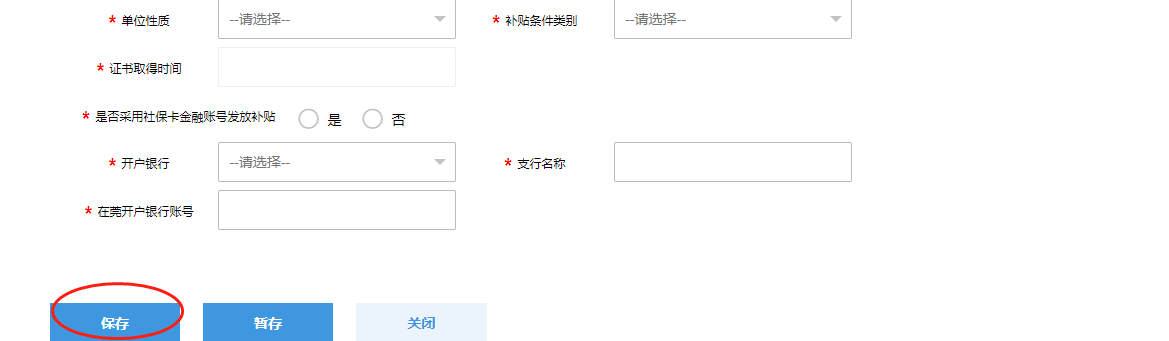 * 单位性质 --请选择-- * 补贴条件类别 --请选择--
* 证书取得时间
* 是否采用社保卡金融账号发放补贴 是 否
* 开户银行 --请选择-- * 支行名称
* 在莞开户银行账号
保存 暂存 关闭